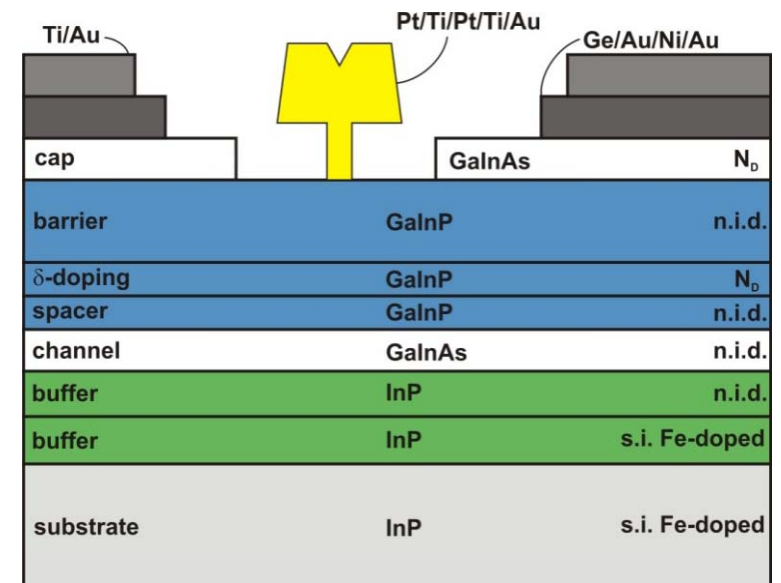 Ti/Au
Pt/Ti/Pt/Ti/Au
Ge/Au/Ni/Au
cap GaInAs N_D
barrier GaInP n.i.d.
δ-doping GaInP N_D
spacer GaInP n.i.d.
channel GaInAs n.i.d.
buffer InP n.i.d.
buffer InP s.i. Fe-doped
substrate InP s.i. Fe-doped